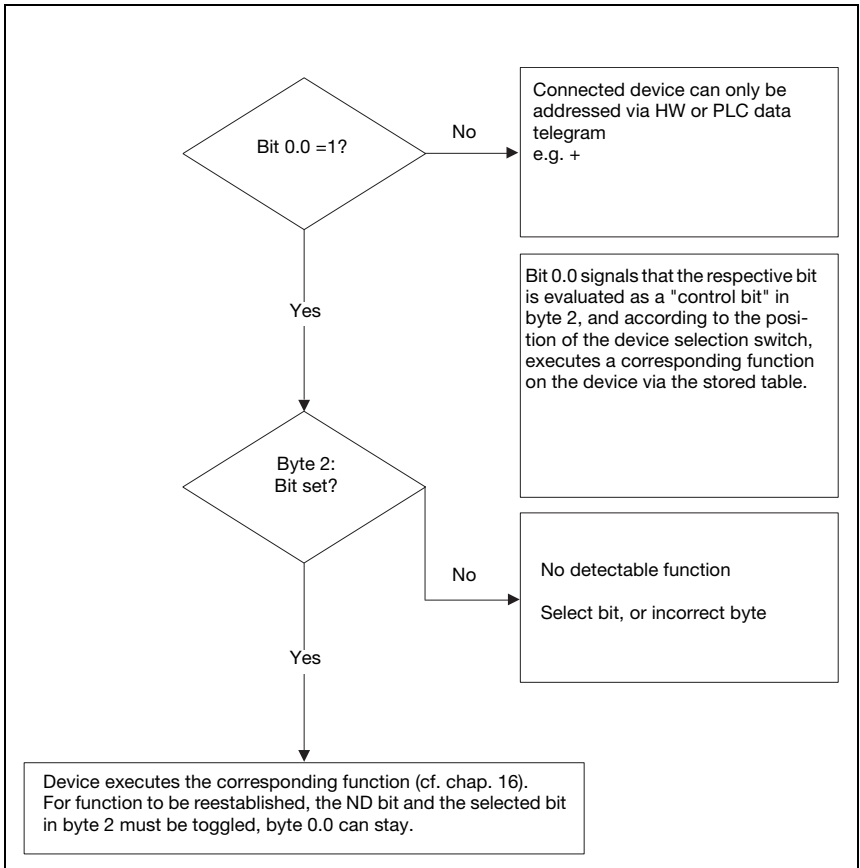 Bit 0.0 =1?
No
Connected device can only be
addressed via HW or PLC data
telegram
e.g. +
Yes
Bit 0.0 signals that the respective bit
is evaluated as a "control bit" in
byte 2, and according to the posi-
tion of the device selection switch,
executes a corresponding function
on the device via the stored table.
Byte 2:
Bit set?
No
No detectable function
Select bit, or incorrect byte
Yes
Device executes the corresponding function (cf. chap. 16).
For function to be reestablished, the ND bit and the selected bit
in byte 2 must be toggled, byte 0.0 can stay.